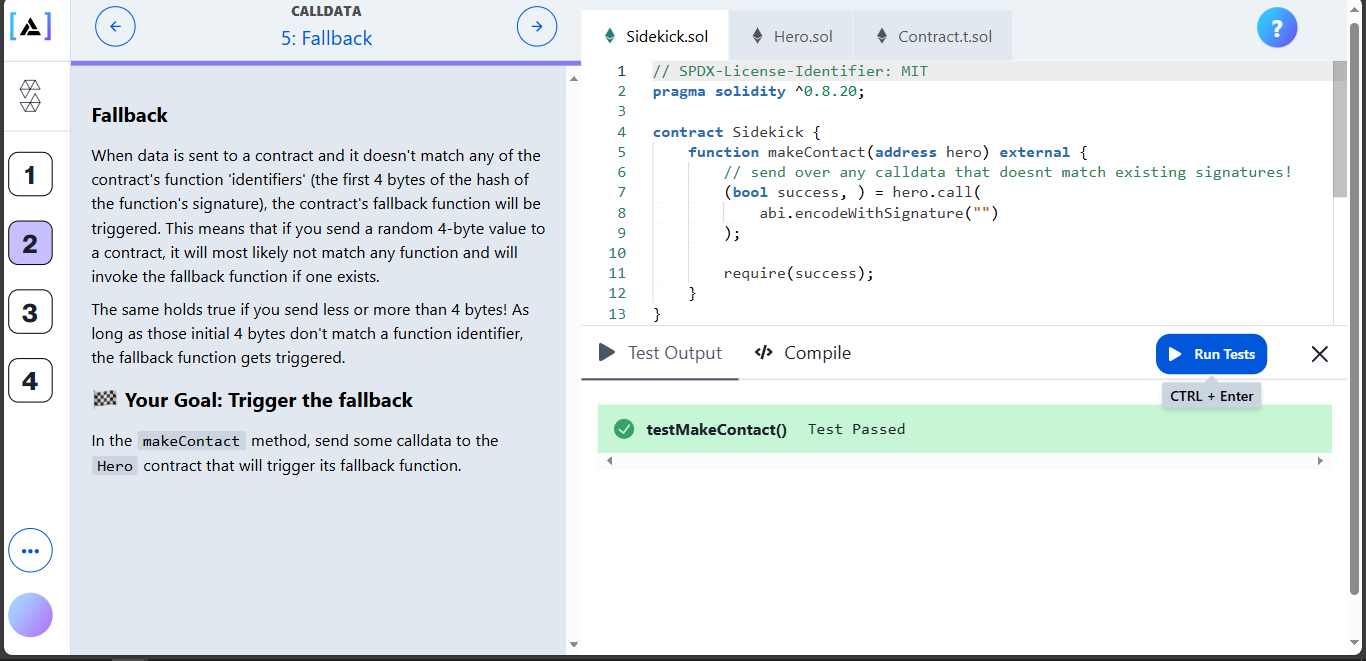 CALLDATA
5: Fallback
1
2
3
4
Fallback
When data is sent to a contract and it doesn't match any of the
contract's function 'identifiers' (the first 4 bytes of the hash of
the function's signature), the contract's fallback function will be
triggered. This means that if you send a random 4-byte value to
a contract, it will most likely not match any function and will
invoke the fallback function if one exists.
The same holds true if you send less or more than 4 bytes! As
long as those initial 4 bytes don't match a function identifier,
the fallback function gets triggered.
Your Goal: Trigger the fallback
In the makeContact method, send some calldata to the
Hero contract that will trigger its fallback function.
Sidekick.sol
Hero.sol
Contract.t.sol
?
1 // SPDX-License-Identifier: MIT
2 pragma solidity ^0.8.20;
3
4 contract Sidekick {
5 function makeContact(address hero) external {
6 // send over any calldata that doesnt match existing signatures!
7 (bool success, ) = hero.call(
8 abi.encodeWithSignature("")
9 );
10
11 require(success);
12 }
13 }
Test Output
Compile
Run Tests
CTRL + Enter
testMakeContact() Test Passed